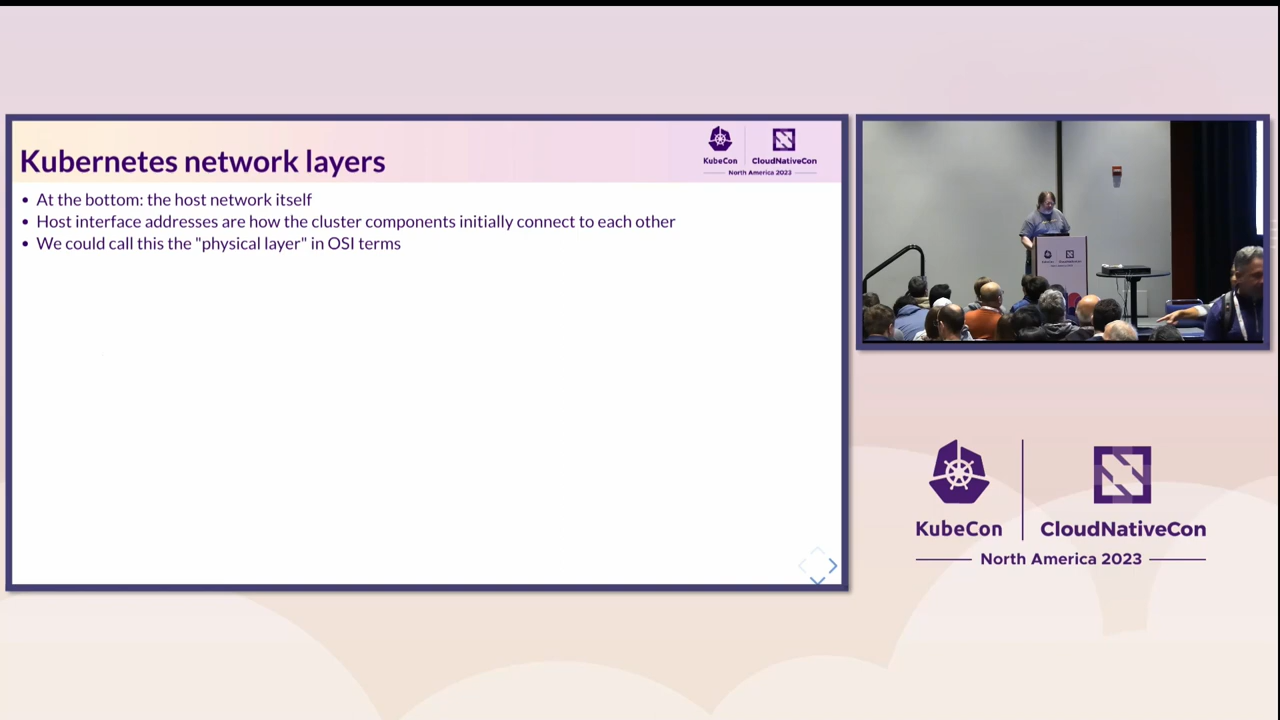 Kubernetes network layers
KubeCon
CloudNativeCon
North America 2023
• At the bottom: the host network itself
• Host interface addresses are how the cluster components initially connect to each other
• We could call this the "physical layer" in OSI terms
KubeCon
CloudNativeCon
North America 2023